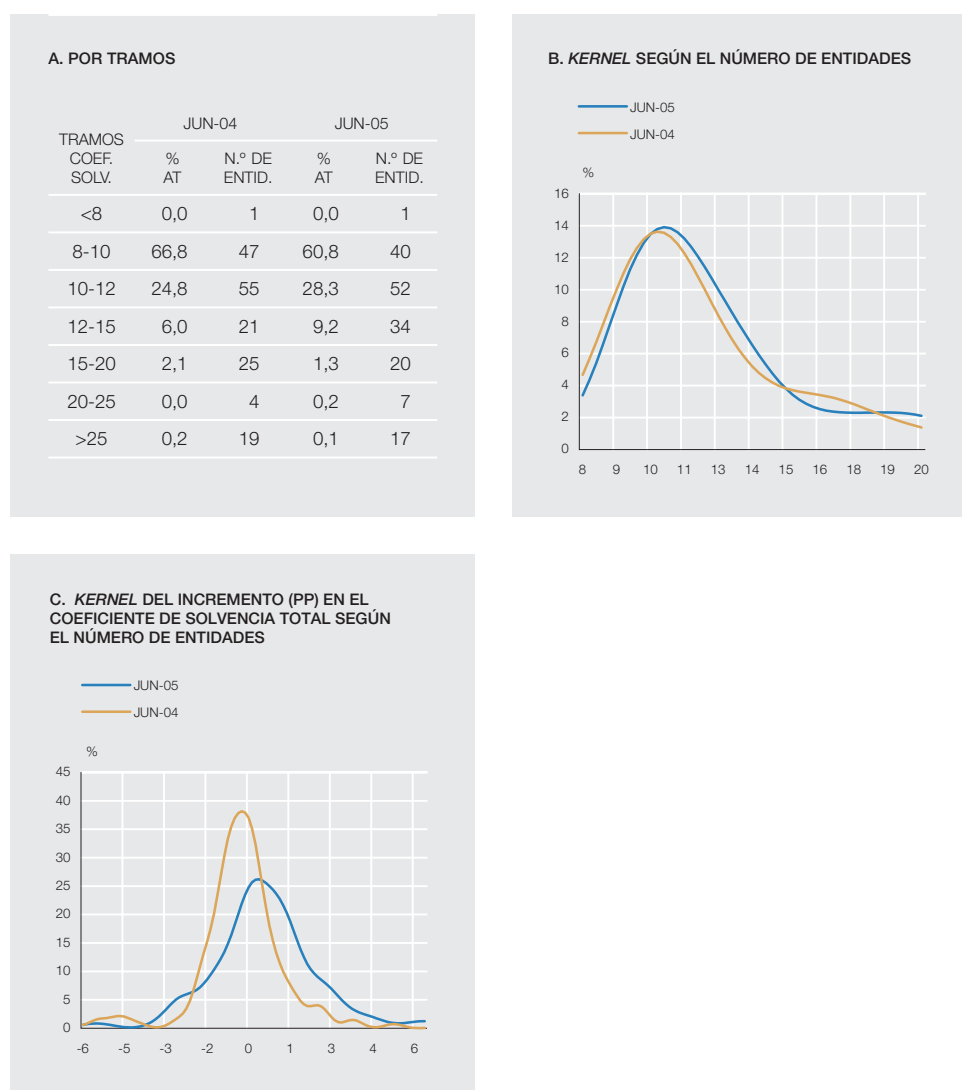 A. POR TRAMOS
TRAMOS COEF. SOLV.
JUN-04 JUN-05
% AT N.º DE ENTID. % AT N.º DE ENTID.
<8 0,0 1 0,0 1
8-10 66,8 47 60,8 40
10-12 24,8 55 28,3 52
12-15 6,0 21 9,2 34
15-20 2,1 25 1,3 20
20-25 0,0 4 0,2 7
>25 0,2 19 0,1 17
B. KERNEL SEGÚN EL NÚMERO DE ENTIDADES
JUN-05
JUN-04
%
16
14
12
10
8
6
4
2
0
8 9 10 11 13 14 15 16 18 19 20
C. KERNEL DEL INCREMENTO (PP) EN EL
COEFICIENTE DE SOLVENCIA TOTAL SEGÚN
EL NÚMERO DE ENTIDADES
JUN-05
JUN-04
%
45
40
35
30
25
20
15
10
5
0
-6 -5 -3 -2 0 1 3 4 6